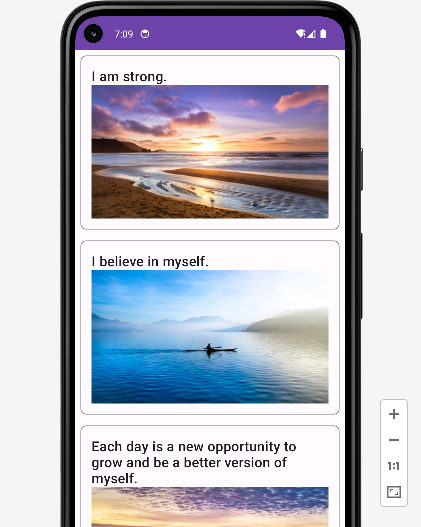 7:09
I am strong.
I believe in myself.
Each day is a new opportunity to
grow and be a better version of
myself.
1:1